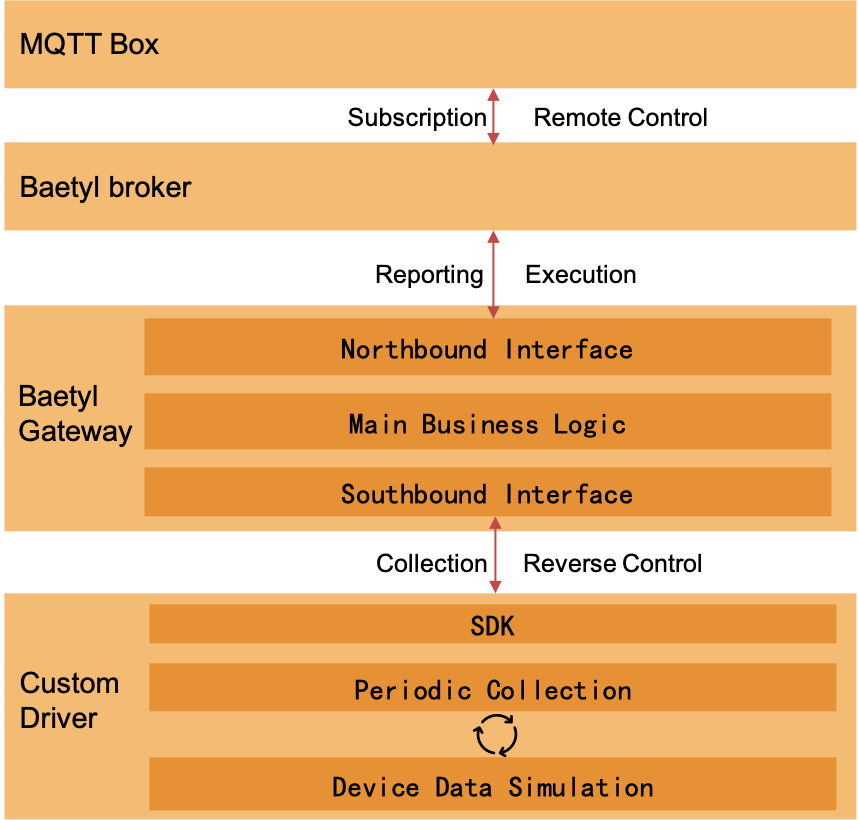 MQTT Box
Subscription
Remote Control
Baetyl broker
Reporting
Execution
Northbound Interface
Baetyl
Gateway
Main Business Logic
Southbound Interface
Collection
Reverse Control
SDK
Custom
Driver
Periodic Collection
Device Data Simulation